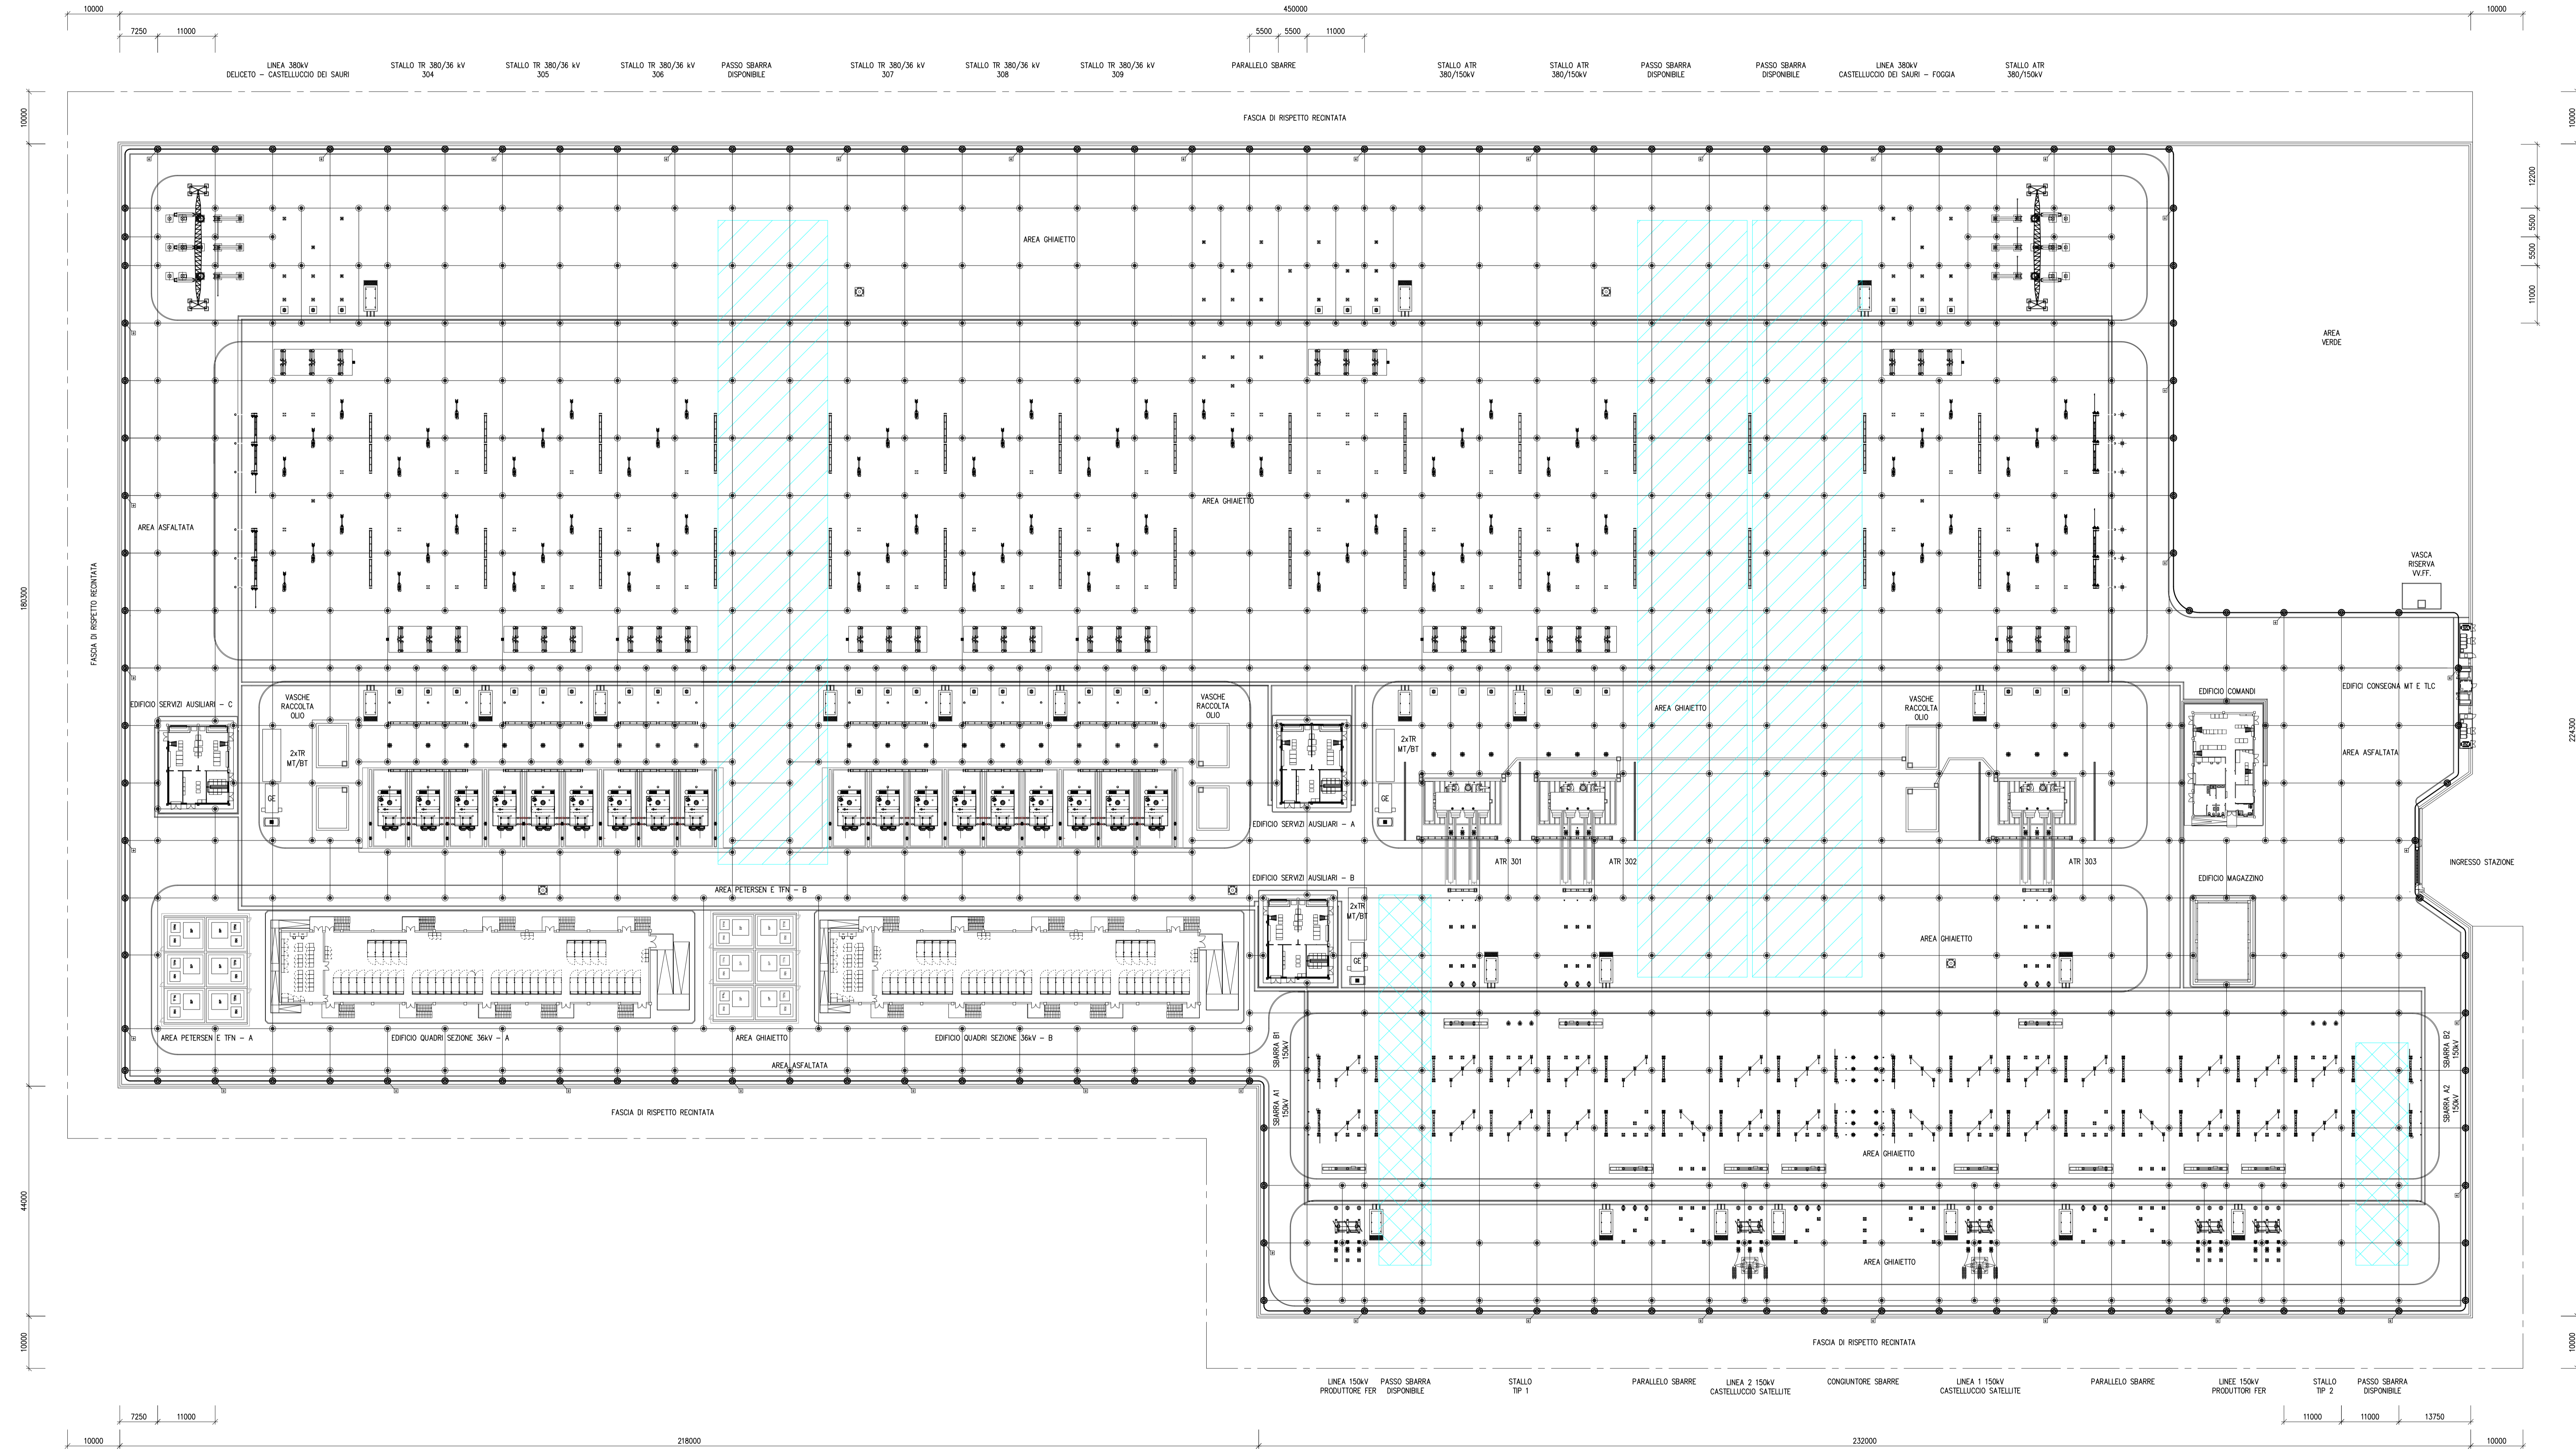 10000
450000
10000
7250
11000
5500
5500
11000
LINEA 380kV
DELICETO - CASTELLUCCIO DEI SAURI
STALLO TR 380/36 kV
304
STALLO TR 380/36 kV
305
STALLO TR 380/36 kV
306
PASSO SBARRA
DISPONIBILE
STALLO TR 380/36 kV
307
STALLO TR 380/36 kV
308
STALLO TR 380/36 kV
309
PARALLELO SBARRE
STALLO ATR
380/150kV
STALLO ATR
380/150kV
PASSO SBARRA
DISPONIBILE
PASSO SBARRA
DISPONIBILE
LINEA 380kV
CASTELLUCCIO DEI SAURI - FOGGIA
STALLO ATR
380/150kV
FASCIA DI RISPETTO RECINTATA
10000
10000
12200
5500
5500
11000
AREA GHIAIETTO
AREA
VERDE
AREA GHIAIETTO
AREA ASFALTATA
180300
FASCIA DI RISPETTO RECINTATA
VASCA
RISERVA
VV.FF.
EDIFICI CONSEGNA MT E TLC
EDIFICIO COMANDI
EDIFICIO SERVIZI AUSILIARI - C
VASCHE
RACCOLTA
OLIO
VASCHE
RACCOLTA
OLIO
AREA GHIAIETTO
VASCHE
RACCOLTA
OLIO
224300
2xTR
MT/BT
2xTR
MT/BT
AREA ASFALTATA
GE
GE
EDIFICIO SERVIZI AUSILIARI - A
ATR 301
ATR 302
ATR 303
INGRESSO STAZIONE
EDIFICIO SERVIZI AUSILIARI - B
EDIFICIO MAGAZZINO
AREA PETERSEN E TFN - B
2xTR
MT/BT
AREA GHIAIETTO
GE
AREA PETERSEN E TFN - A
EDIFICIO QUADRI SEZIONE 36kV - A
AREA GHIAIETTO
EDIFICIO QUADRI SEZIONE 36kV - B
SBARRA B1
150kV
SBARRA B2
150kV
AREA ASFALTATA
SBARRA A1
150kV
SBARRA A2
150kV
FASCIA DI RISPETTO RECINTATA
AREA GHIAIETTO
44000
AREA GHIAIETTO
10000
FASCIA DI RISPETTO RECINTATA
10000
LINEA 150kV
PRODUTTORE FER
PASSO SBARRA
DISPONIBILE
STALLO
TIP 1
PARALLELO SBARRE
LINEA 2 150kV
CASTELLUCCIO SATELLITE
CONGIUNTORE SBARRE
LINEA 1 150kV
CASTELLUCCIO SATELLITE
PARALLELO SBARRE
LINEE 150kV
PRODUTTORI FER
STALLO
TIP 2
PASSO SBARRA
DISPONIBILE
7250
11000
11000
11000
13750
10000
218000
232000
10000